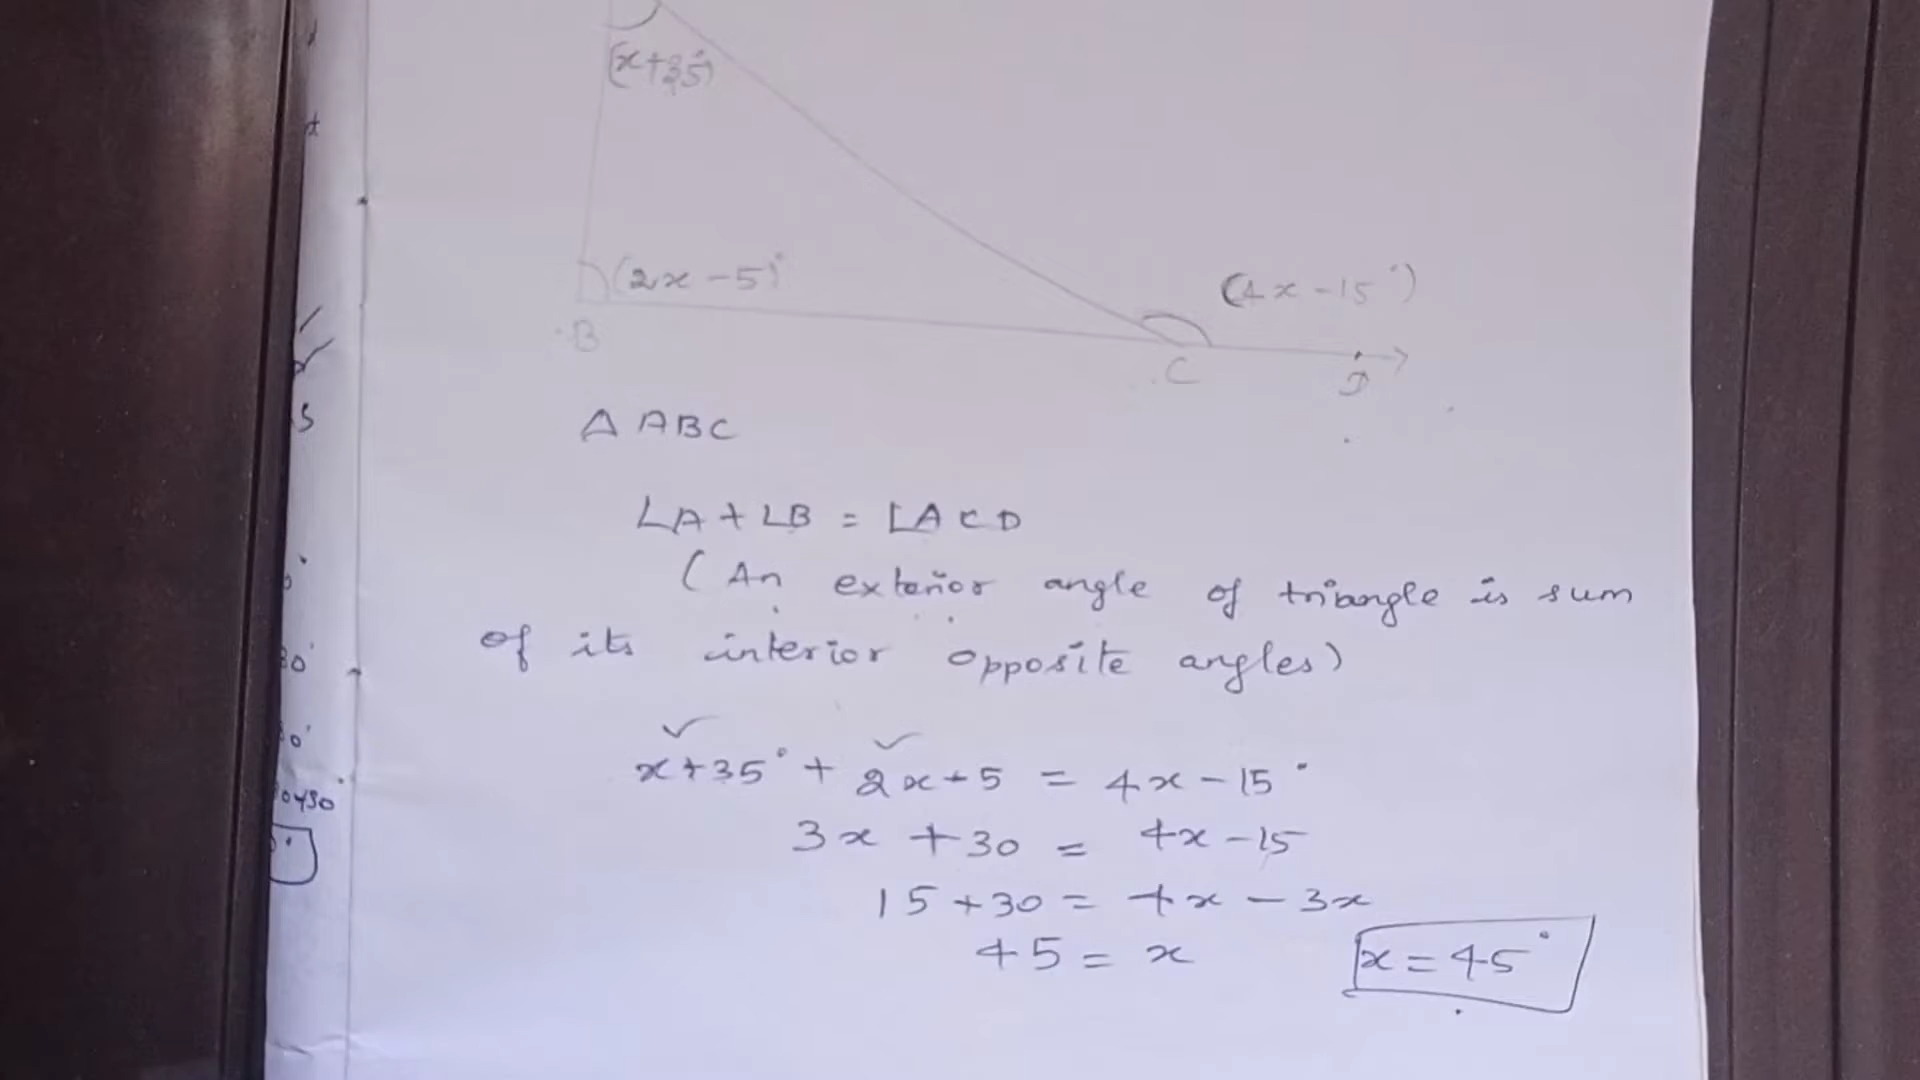 (x+35°)
(2x-5)°
(4x-15°)
B
C
D
Δ ABC
∠A+∠B = ∠ACD
(An exterior angle of triangle is sum
of its interior opposite angles)
✓ ✓
x+35°+ 2x-5 = 4x-15°
3x +30 = 4x-15
15+30 = 4x-3x
45 = x
x=45°